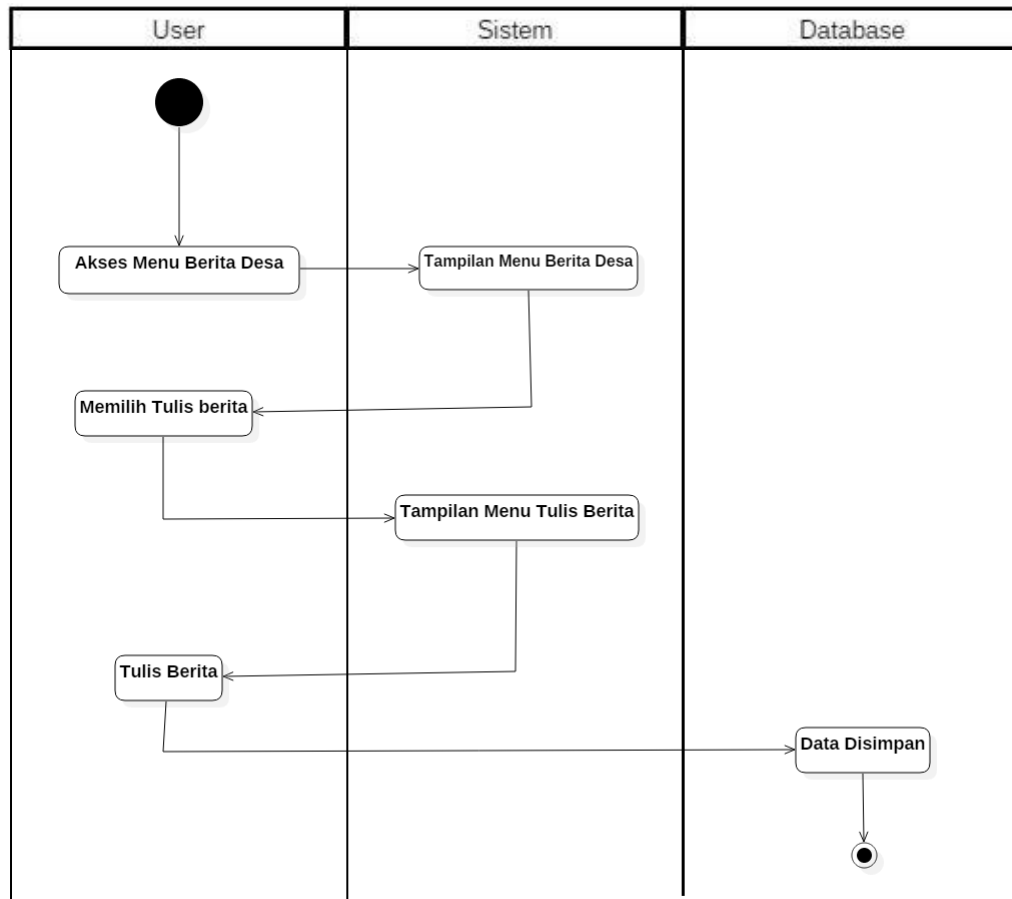 User
Sistem
Database
Akses Menu Berita Desa
Tampilan Menu Berita Desa
Memilih Tulis berita
Tampilan Menu Tulis Berita
Tulis Berita
Data Disimpan